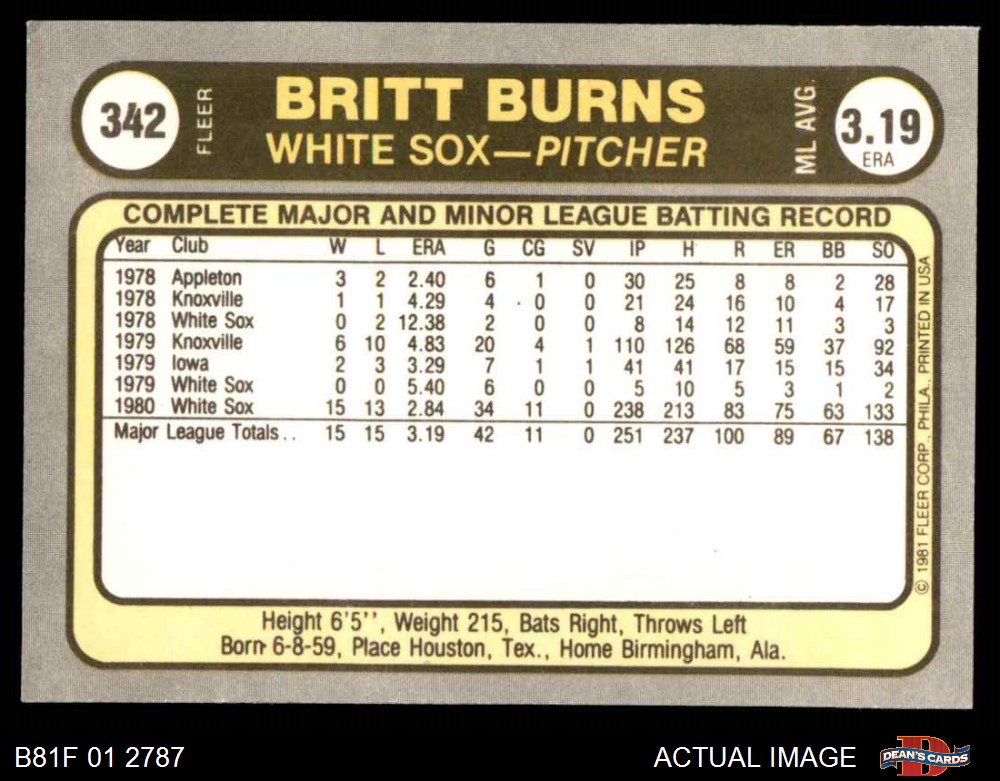 342 FLEER BRITT BURNS ML AVG. 3.19 ERA
WHITE SOX—PITCHER
COMPLETE MAJOR AND MINOR LEAGUE BATTING RECORD
Year Club W L ERA G CG SV IP H R ER BB SO
1978 Appleton 3 2 2.40 6 1 0 30 25 8 8 2 28
1978 Knoxville 1 1 4.29 4 0 0 21 24 16 10 4 17
1978 White Sox 0 2 12.38 2 0 0 8 14 12 11 3 3
1979 Knoxville 6 10 4.83 20 4 1 110 126 68 59 37 92
1979 Iowa 2 3 3.29 7 1 1 41 41 17 15 15 34
1979 White Sox 0 0 5.40 6 0 0 5 10 5 3 1 2
1980 White Sox 15 13 2.84 34 11 0 238 213 83 75 63 133
Major League Totals.. 15 15 3.19 42 11 0 251 237 100 89 67 138
© 1981 FLEER CORP., PHILA., PRINTED IN USA
Height 6'5'', Weight 215, Bats Right, Throws Left
Born 6-8-59, Place Houston, Tex., Home Birmingham, Ala.
B81F 01 2787 ACTUAL IMAGE DEAN'S CARDS